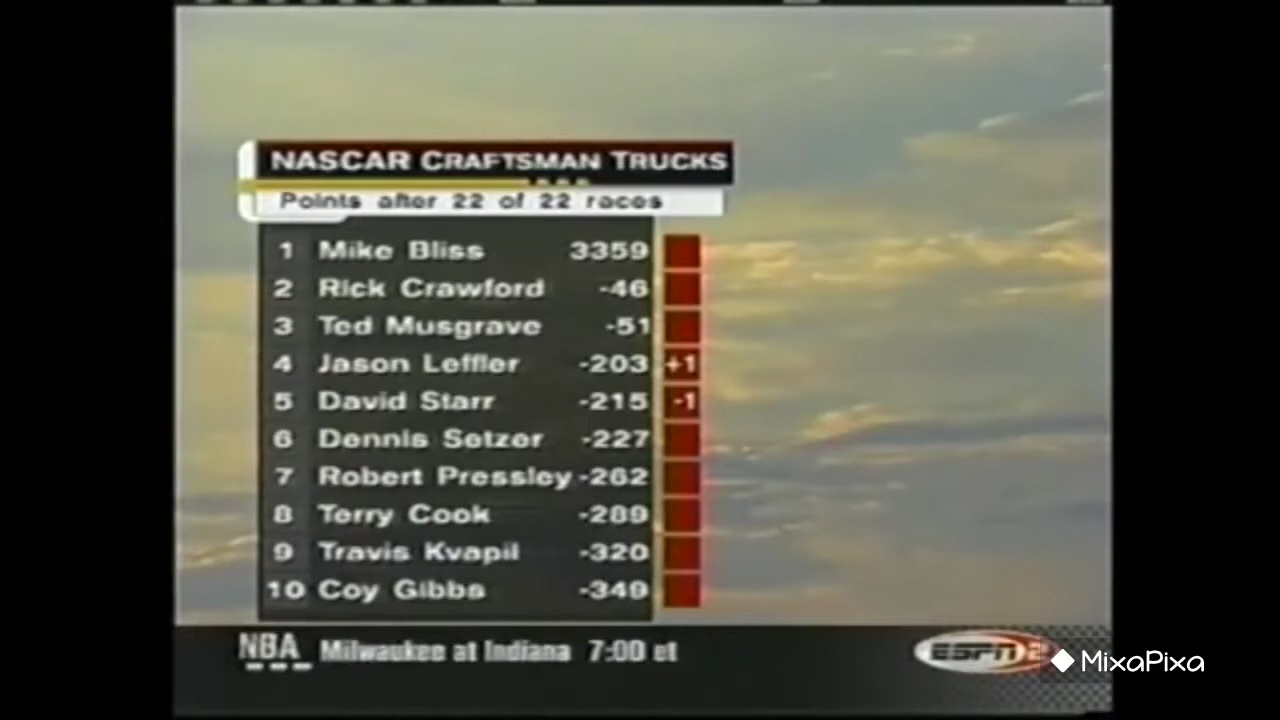 NASCAR CRAFTSMAN TRUCKS
Points after 22 of 22 races
1 Mike Bliss 3359
2 Rick Crawford -46
3 Ted Musgrave -51
4 Jason Leffler -203 +1
5 David Starr -215 -1
6 Dennis Setzer -227
7 Robert Pressley -262
8 Terry Cook -289
9 Travis Kvapil -320
10 Coy Gibbs -349
NBA Milwaukee at Indiana 7:00 et
ESPN 2
MixaPixa